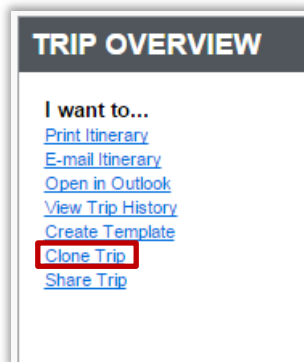 TRIP OVERVIEW
I want to...
Print Itinerary
E-mail Itinerary
Open in Outlook
View Trip History
Create Template
Clone Trip
Share Trip